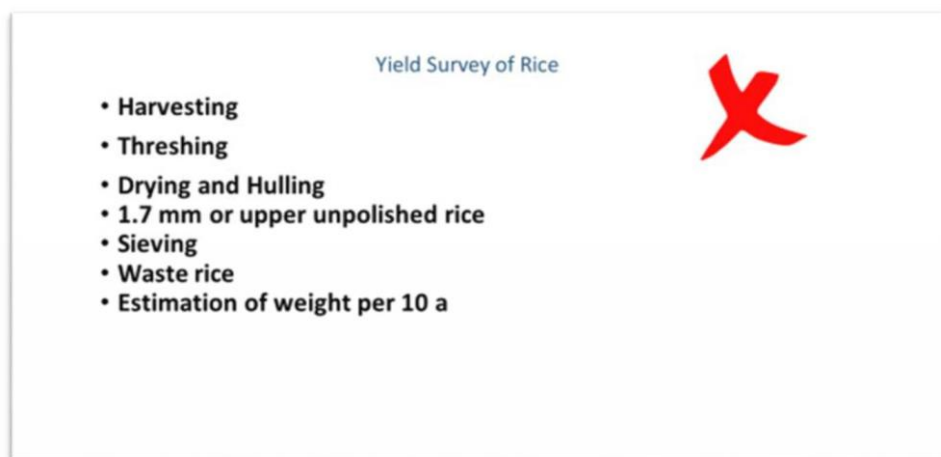 Yield Survey of Rice
• Harvesting
• Threshing
• Drying and Hulling
• 1.7 mm or upper unpolished rice
• Sieving
• Waste rice
• Estimation of weight per 10 a